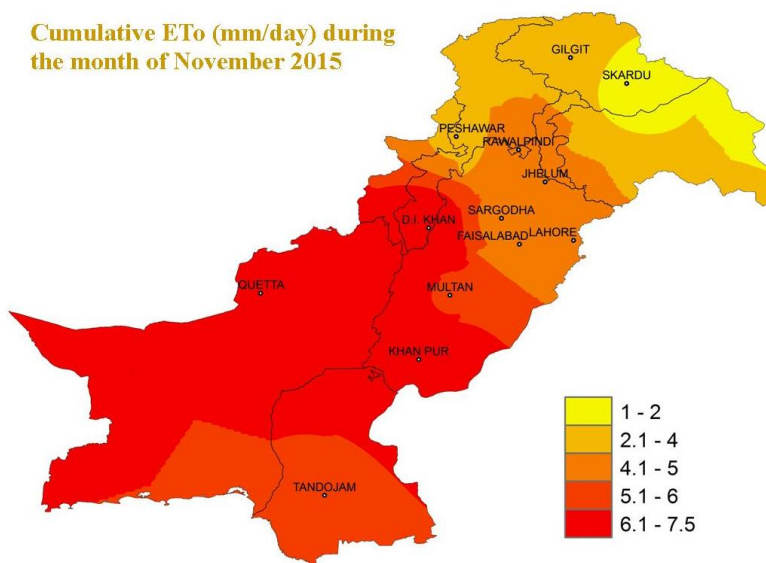 Cumulative ETo (mm/day) during
the month of November 2015
GILGIT
SKARDU
PESHAWAR
RAWALPINDI
JHELUM
SARGODHA
D.I. KHAN
FAISALABAD
LAHORE
QUETTA
MULTAN
KHAN PUR
TANDOJAM
1 - 2
2.1 - 4
4.1 - 5
5.1 - 6
6.1 - 7.5